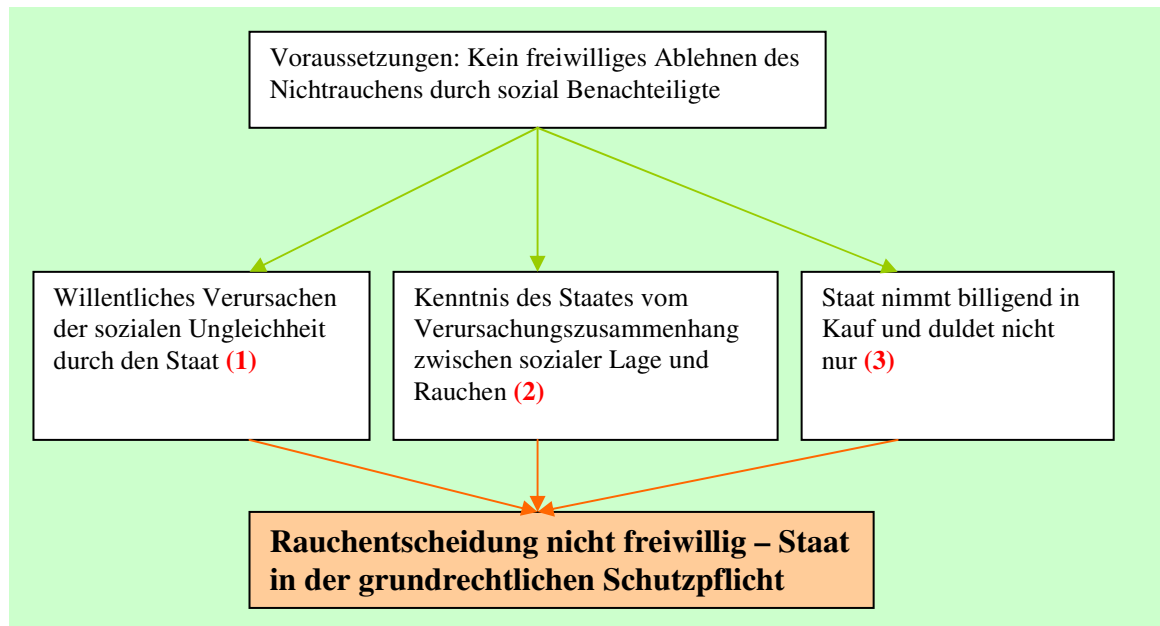 Voraussetzungen: Kein freiwilliges Ablehnen des
Nichtrauchens durch sozial Benachteiligte
Willentliches Verursachen
der sozialen Ungleichheit
durch den Staat (1)
Kenntnis des Staates vom
Verursachungszusammenhang
zwischen sozialer Lage und
Rauchen (2)
Staat nimmt billigend in
Kauf und duldet nicht
nur (3)
Rauchentscheidung nicht freiwillig – Staat
in der grundrechtlichen Schutzpflicht